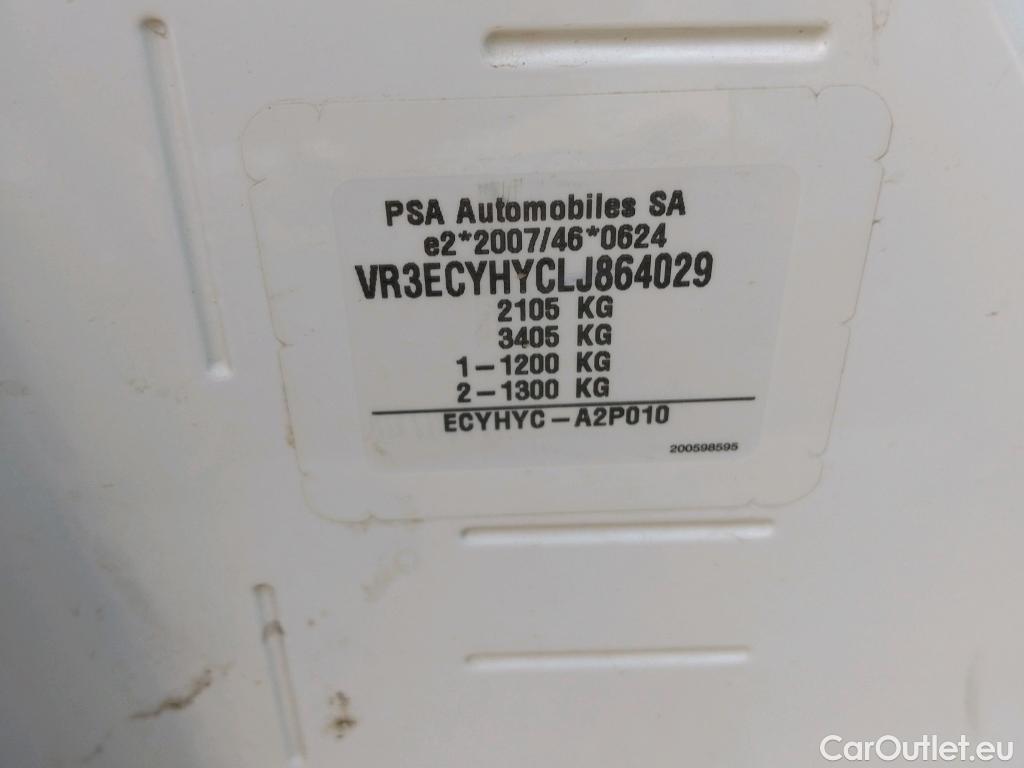 PSA Automobiles SA
e2*2007/46*0624
VR3ECYHYCLJ864029
2105 KG
3405 KG
1-1200 KG
2-1300 KG
ECYHYC-A2P010
200598595
CarOutlet.eu